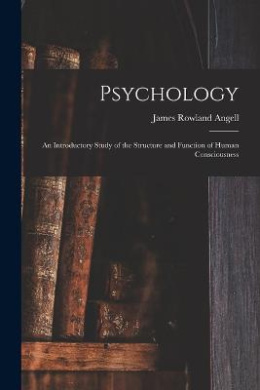 Psychology
James Rowland Angell
An Introductory Study of the Structure and Function of Human
Consciousness